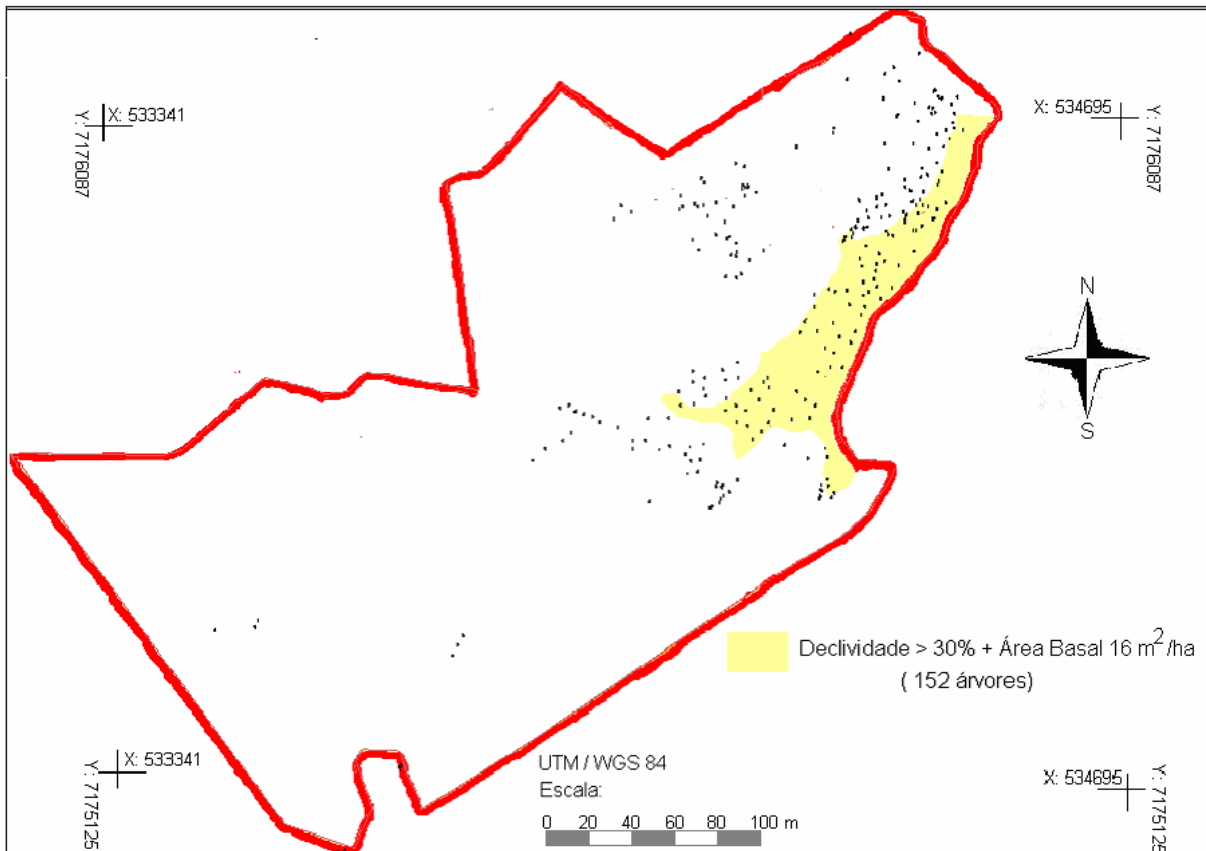 X: 533341
Y: 7176087
X: 534695
Y: 7176087
N
S
Declividade > 30% + Área Basal 16 m²/ha
( 152 árvores)
UTM / WGS 84
Escala:
0 20 40 60 80 100 m
X: 533341
Y: 7175125
X: 534695
Y: 7175125